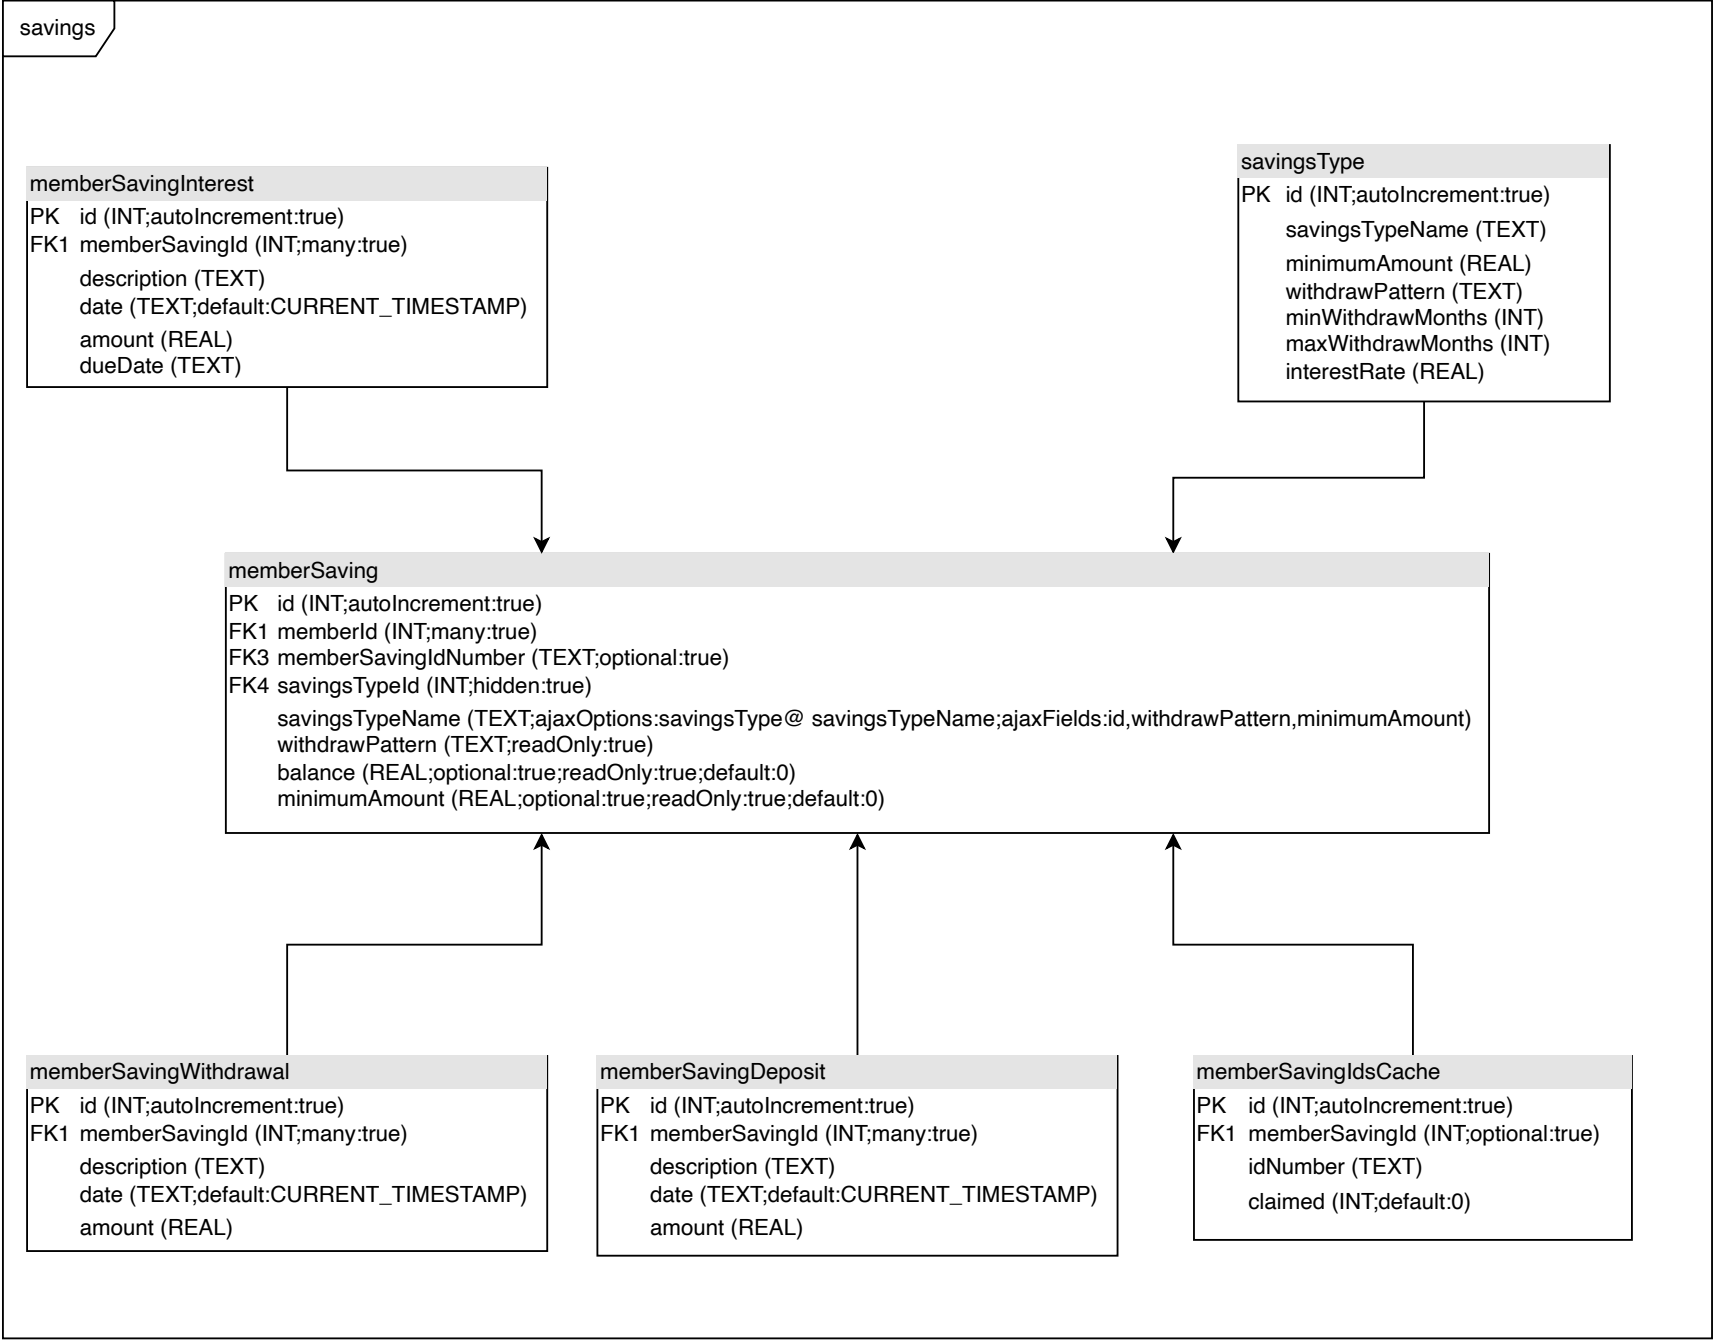 savings
memberSavingInterest
PK id (INT;autoIncrement:true)
FK1 memberSavingId (INT;many:true)
description (TEXT)
date (TEXT;default:CURRENT_TIMESTAMP)
amount (REAL)
dueDate (TEXT)
savingsType
PK id (INT;autoIncrement:true)
savingsTypeName (TEXT)
minimumAmount (REAL)
withdrawPattern (TEXT)
minWithdrawMonths (INT)
maxWithdrawMonths (INT)
interestRate (REAL)
memberSaving
PK id (INT;autoIncrement:true)
FK1 memberId (INT;many:true)
FK3 memberSavingIdNumber (TEXT;optional:true)
FK4 savingsTypeId (INT;hidden:true)
savingsTypeName (TEXT;ajaxOptions:savingsType@ savingsTypeName;ajaxFields:id,withdrawPattern,minimumAmount)
withdrawPattern (TEXT;readOnly:true)
balance (REAL;optional:true;readOnly:true;default:0)
minimumAmount (REAL;optional:true;readOnly:true;default:0)
memberSavingWithdrawal
PK id (INT;autoIncrement:true)
FK1 memberSavingId (INT;many:true)
description (TEXT)
date (TEXT;default:CURRENT_TIMESTAMP)
amount (REAL)
memberSavingDeposit
PK id (INT;autoIncrement:true)
FK1 memberSavingId (INT;many:true)
description (TEXT)
date (TEXT;default:CURRENT_TIMESTAMP)
amount (REAL)
memberSavingIdsCache
PK id (INT;autoIncrement:true)
FK1 memberSavingId (INT;optional:true)
idNumber (TEXT)
claimed (INT;default:0)